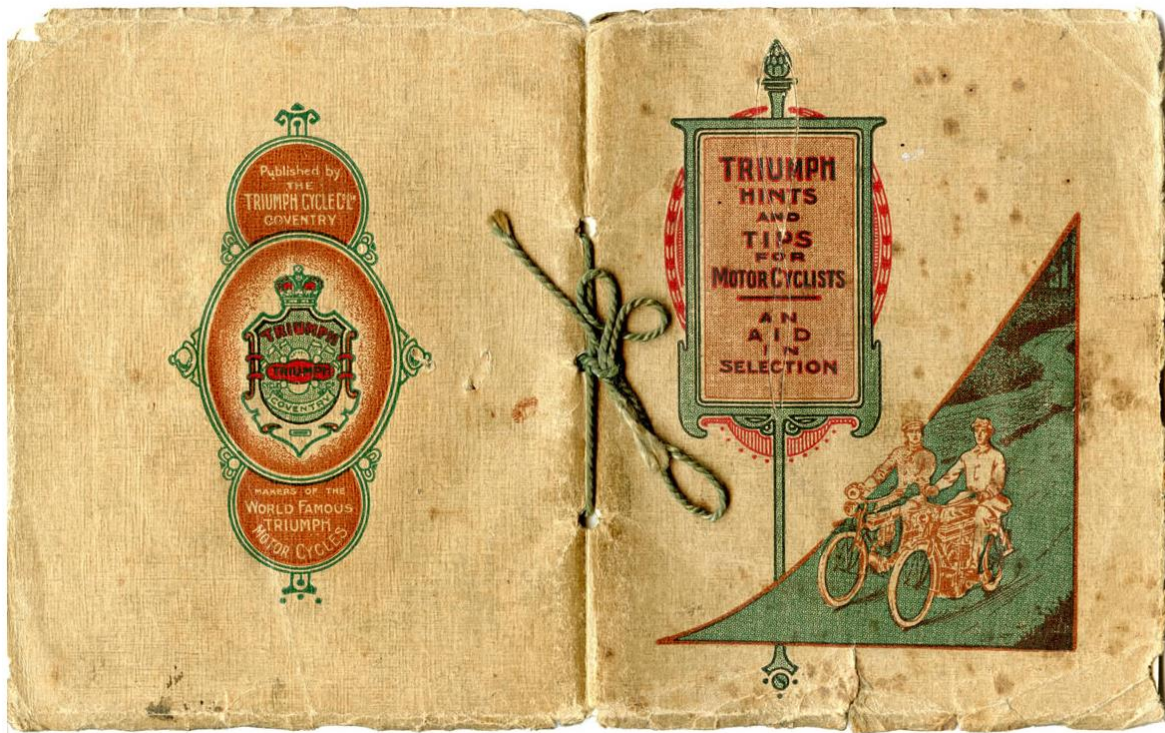 Published by
THE
TRIUMPH CYCLE Co Ltd
COVENTRY
TRIUMPH
TRIUMPH
COVENTRY
MAKERS OF THE
WORLD FAMOUS
TRIUMPH
MOTOR CYCLES
TRIUMPH
HINTS
AND
TIPS
FOR
MOTOR CYCLISTS
AN
AID
IN
SELECTION